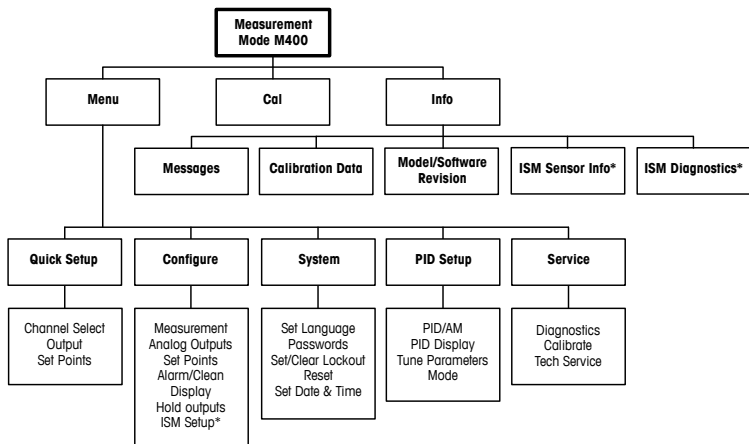 Measurement
Mode M400
Menu
Cal
Info
Messages
Calibration Data
Model/Software
Revision
ISM Sensor Info*
ISM Diagnostics*
Quick Setup
Configure
System
PID Setup
Service
Channel Select
Output
Set Points
Measurement
Analog Outputs
Set Points
Alarm/Clean
Display
Hold outputs
ISM Setup*
Set Language
Passwords
Set/Clear Lockout
Reset
Set Date & Time
PID/AM
PID Display
Tune Parameters
Mode
Diagnostics
Calibrate
Tech Service